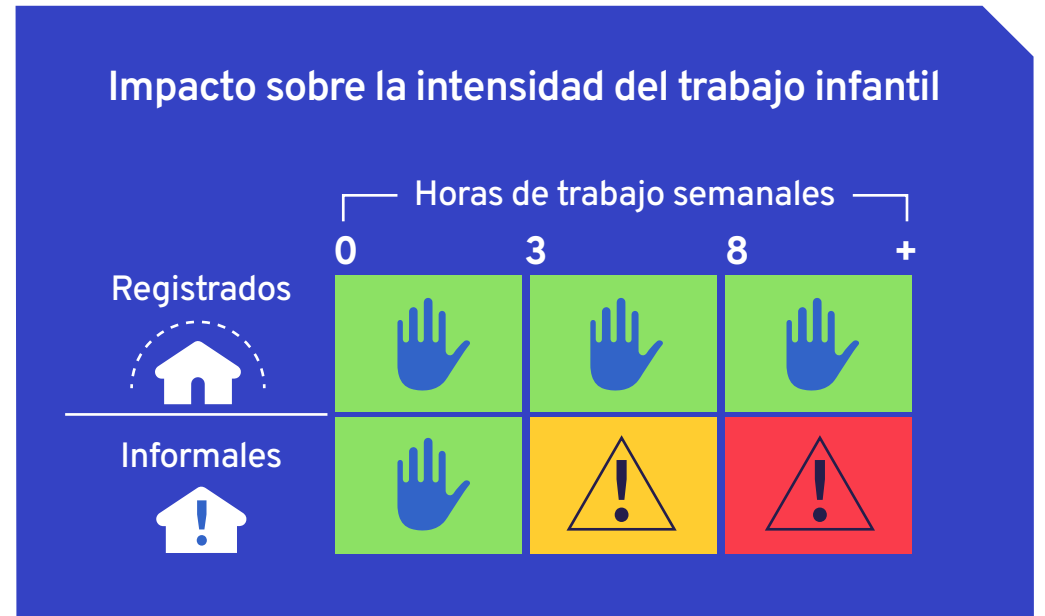 Impacto sobre la intensidad del trabajo infantil
Horas de trabajo semanales
0 3 8 +
Registrados
Informales
!
! !